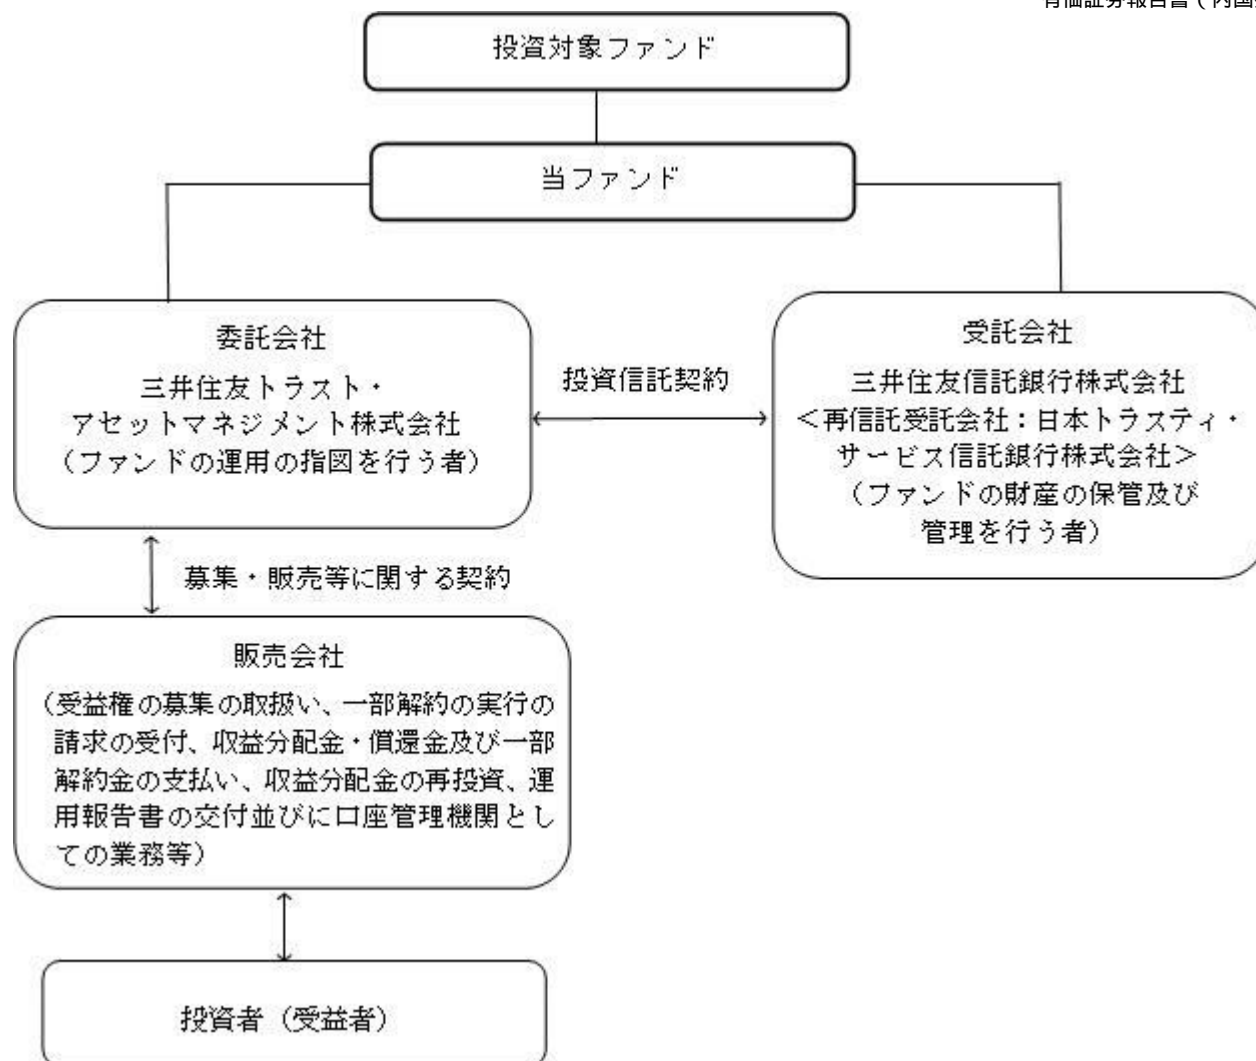 有価証券報告書（内国
投資対象ファンド
当ファンド
委託会社
三井住友トラスト・
アセットマネジメント株式会社
（ファンドの運用の指図を行う者）
投資信託契約
受託会社
三井住友信託銀行株式会社
＜再信託受託会社：日本トラスティ・
サービス信託銀行株式会社＞
（ファンドの財産の保管及び
管理を行う者）
募集・販売等に関する契約
販売会社
（受益権の募集の取扱い、一部解約の実行の
請求の受付、収益分配金・償還金及び一部
解約金の支払い、収益分配金の再投資、運
用報告書の交付並びに口座管理機関とし
ての業務等）
投資者（受益者）